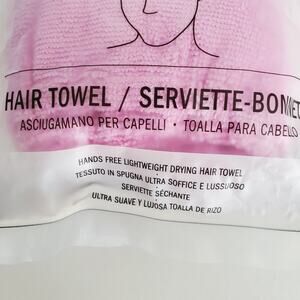 HAIR TOWEL / SERVIETTE-BONNET
ASCIUGAMANO PER CAPELLI · TOALLA PARA CABELLO
HANDS FREE LIGHTWEIGHT DRYING HAIR TOWEL
TESSUTO IN SPUGNA ULTRA SOFFICE E LUSSUOSO
SERVIETTE SÉCHANTE
ULTRA SUAVE Y LUJOSA TOALLA DE RIZO